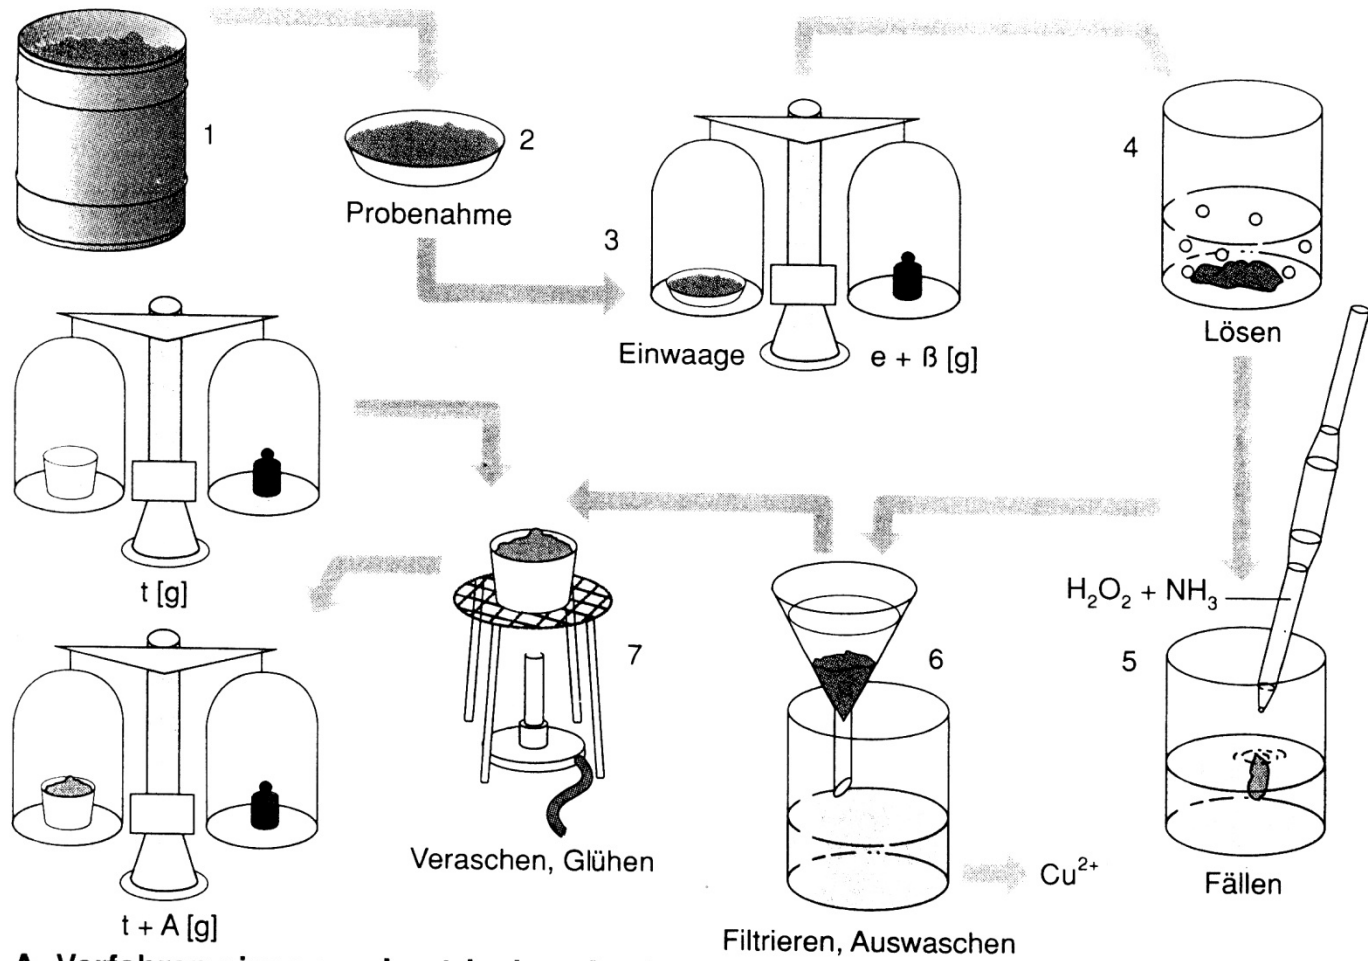 1
2
Probenahme
3
Einwaage
e + ß [g]
4
Lösen
t [g]
H₂O₂ + NH₃
5
Fällen
6
Filtrieren, Auswaschen
Cu²⁺
7
Veraschen, Glühen
t + A [g]